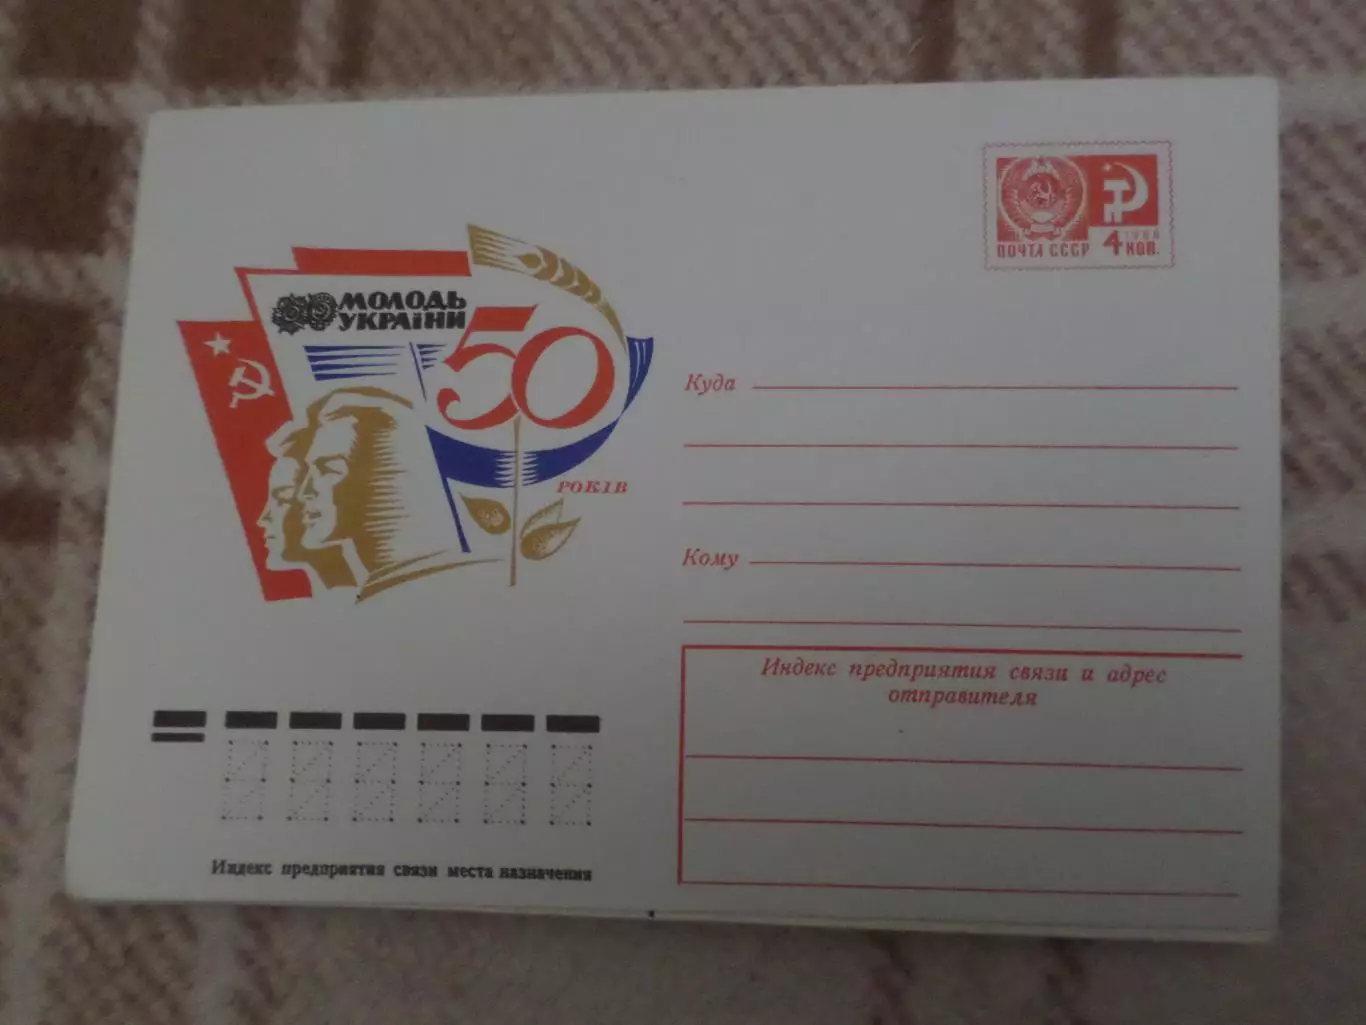 ПОЧТА СССР
1966
4 КОП.
МОЛОДЬ
УКРАїНИ
50
РОКІВ
Куда
Кому
Индекс предприятия связи и адрес
отправителя
Индекс предприятия связи места назначения